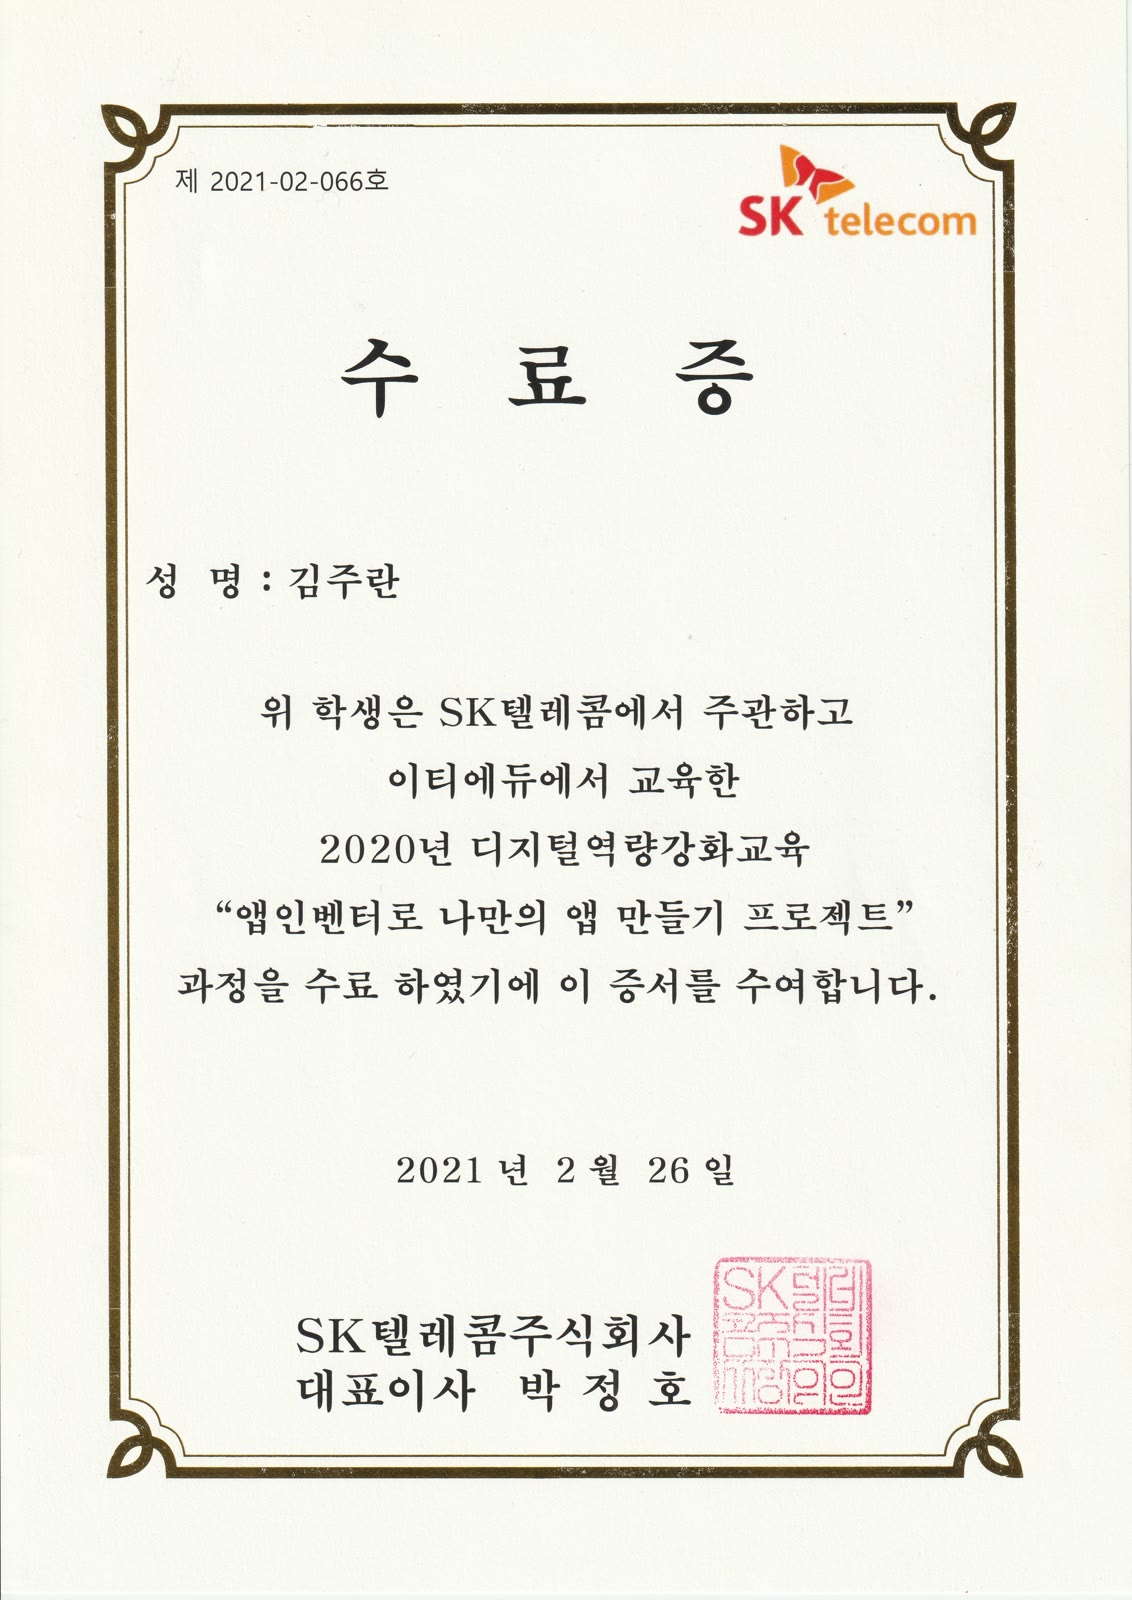 제 2021-02-066호
SK telecom
수 료 증
성 명 : 김주란
위 학생은 SK텔레콤에서 주관하고
이티에듀에서 교육한
2020년 디지털역량강화교육
“앱인벤터로 나만의 앱 만들기 프로젝트”
과정을 수료 하였기에 이 증서를 수여합니다.
2021 년 2 월 26 일
SK텔레콤주식회사
대표이사 박 정 호